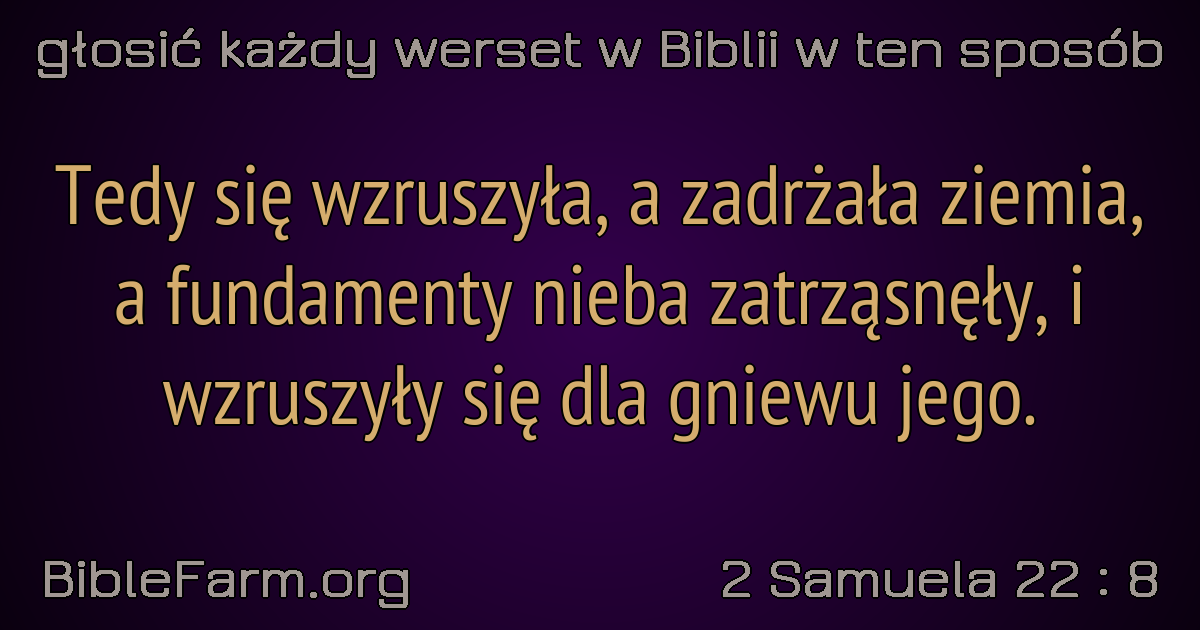 głosić każdy werset w Biblii w ten sposób
Tedy się wzruszyła, a zadrżała ziemia,
a fundamenty nieba zatrząsnęły, i
wzruszyły się dla gniewu jego.
BibleFarm.org
2 Samuela 22 : 8